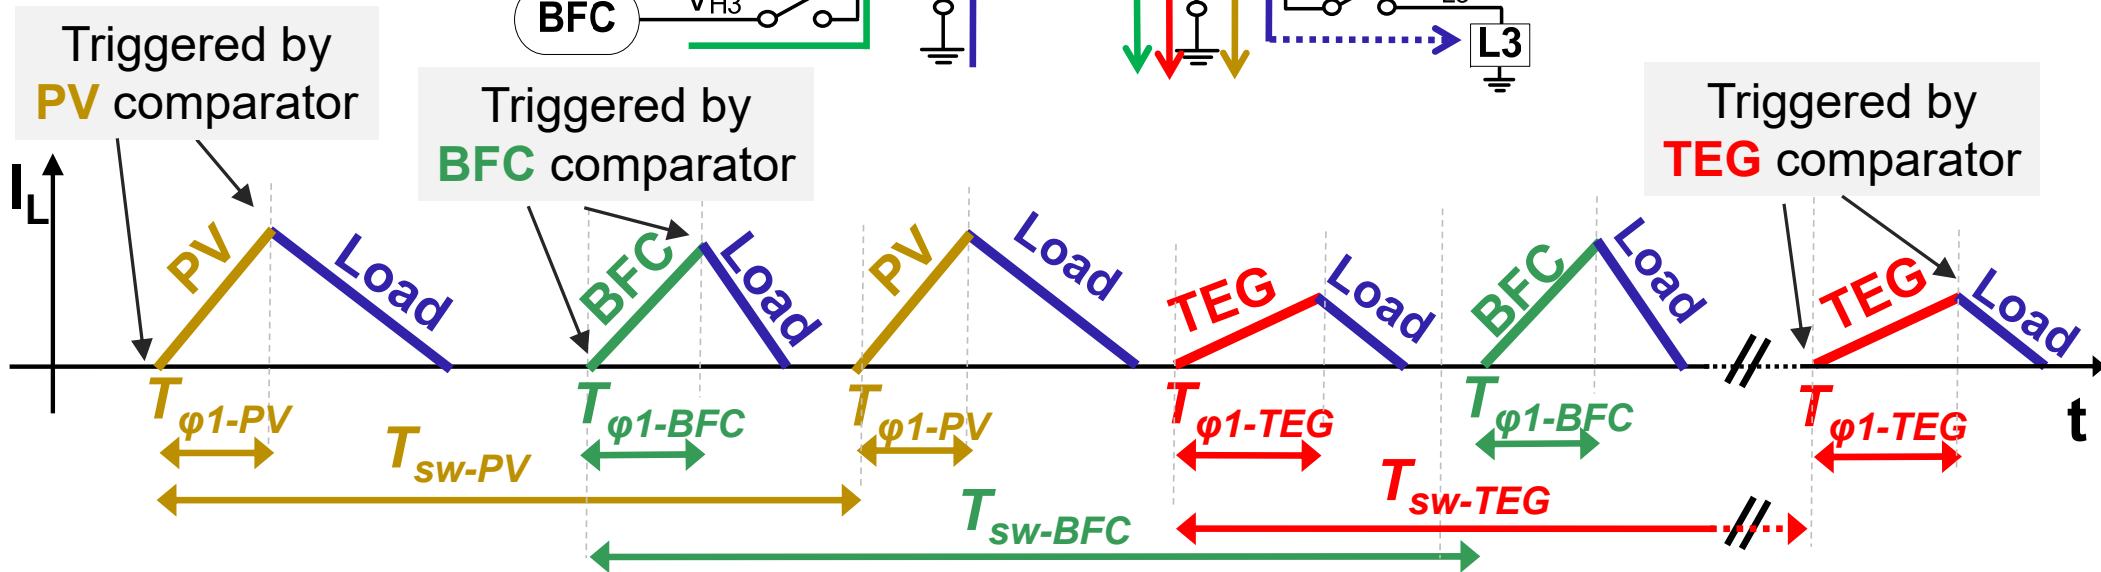 BFC
VH3
L3
Triggered by
PV comparator
Triggered by
BFC comparator
Triggered by
TEG comparator
IL
PV
Load
BFC
Load
PV
Load
TEG
Load
BFC
Load
TEG
Load
Tφ1-PV
Tφ1-BFC
Tφ1-PV
Tφ1-TEG
Tφ1-BFC
Tφ1-TEG
t
Tsw-PV
Tsw-BFC
Tsw-TEG